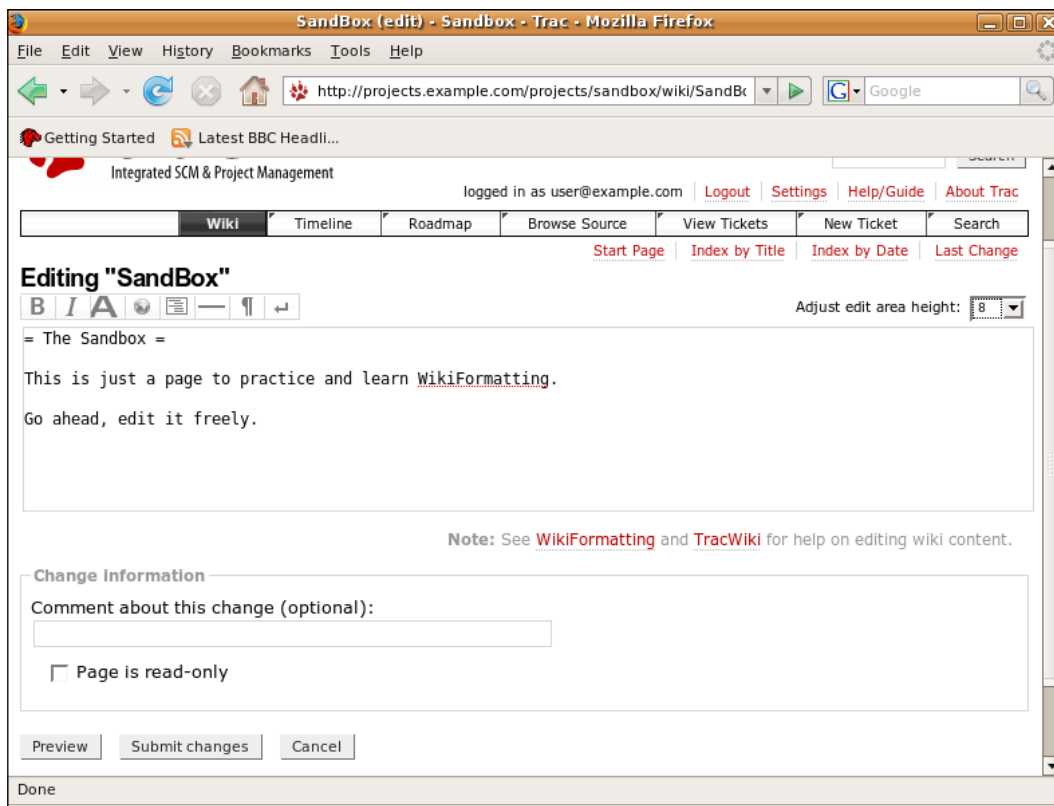 SandBox (edit) - Sandbox - Trac - Mozilla Firefox
File Edit View History Bookmarks Tools Help
http://projects.example.com/projects/sandbox/wiki/SandBo G Google
Getting Started Latest BBC Headli...
Integrated SCM & Project Management Search
logged in as user@example.com Logout Settings Help/Guide About Trac
Wiki Timeline Roadmap Browse Source View Tickets New Ticket Search
Start Page Index by Title Index by Date Last Change
Editing "SandBox"
B I A ¶ Adjust edit area height: 8
= The Sandbox =
This is just a page to practice and learn WikiFormatting.
Go ahead, edit it freely.
Note: See WikiFormatting and TracWiki for help on editing wiki content.
Change information
Comment about this change (optional):
Page is read-only
Preview Submit changes Cancel
Done